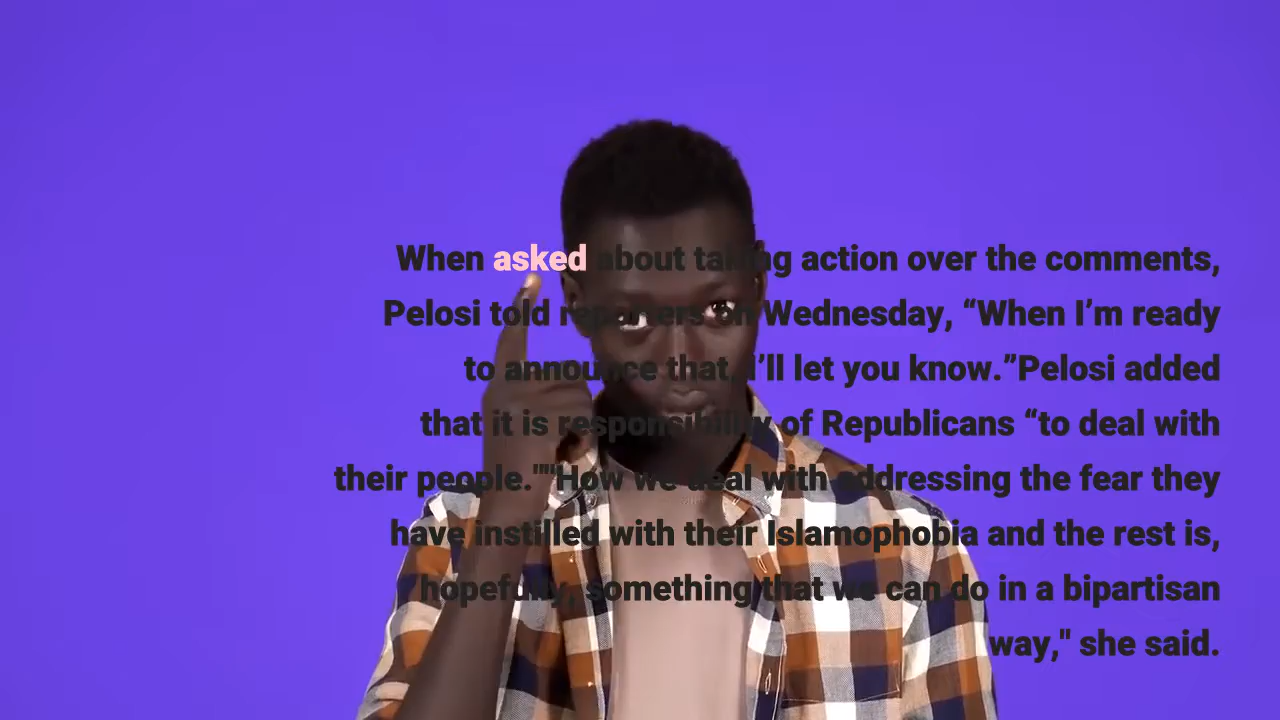 When asked about taking action over the comments,
Pelosi told reporters on Wednesday, “When I’m ready
to announce that, I’ll let you know.”Pelosi added
that it is responsibility of Republicans “to deal with
their people.""How we deal with addressing the fear they
have instilled with their Islamophobia and the rest is,
hopefully, something that we can do in a bipartisan
way," she said.